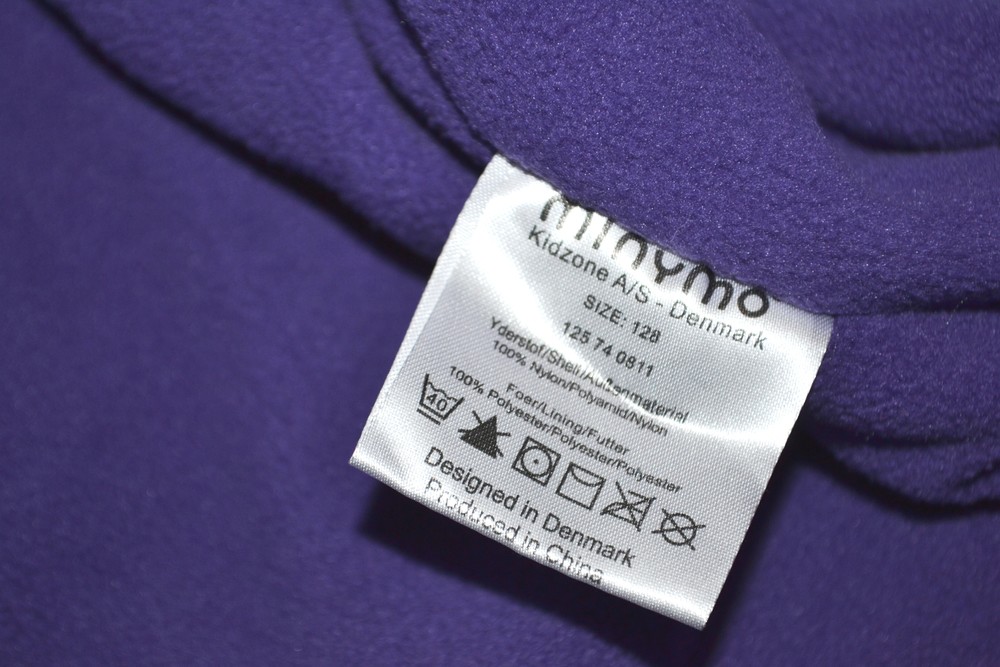 minymo
Kidzone A/S - Denmark
SIZE: 128
125 74 0811
Yderstof/Shell/Außenmaterial
100% Nylon/Polyamid/Nylon
Foer/Lining/Futter
100% Polyester/Polyester/Polyester
40
Designed in Denmark
Produced in China